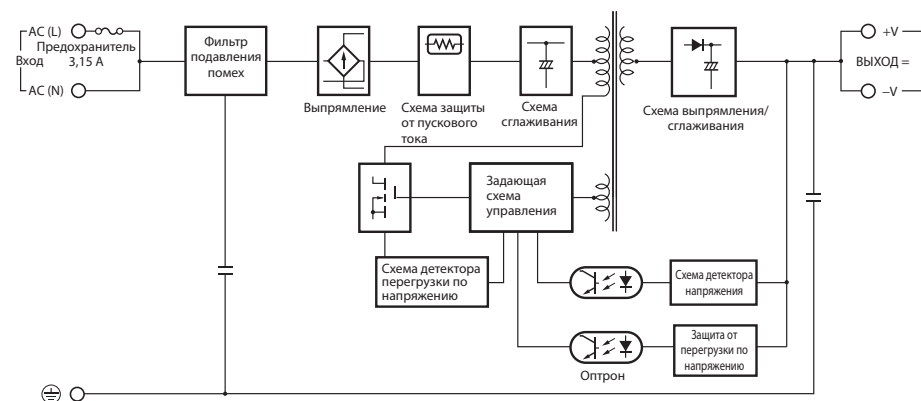 AC (L)
Предохранитель
Вход
3,15 А
AC (N)
Фильтр
подавления
помех
Выпрямление
Схема защиты
от пускового
тока
Схема
сглаживания
Схема выпрямления/
сглаживания
+V
ВЫХОД =
–V
Задающая
схема
управления
Схема детектора
перегрузки по
напряжению
Схема детектора
напряжения
Защита от
перегрузки по
напряжению
Оптрон